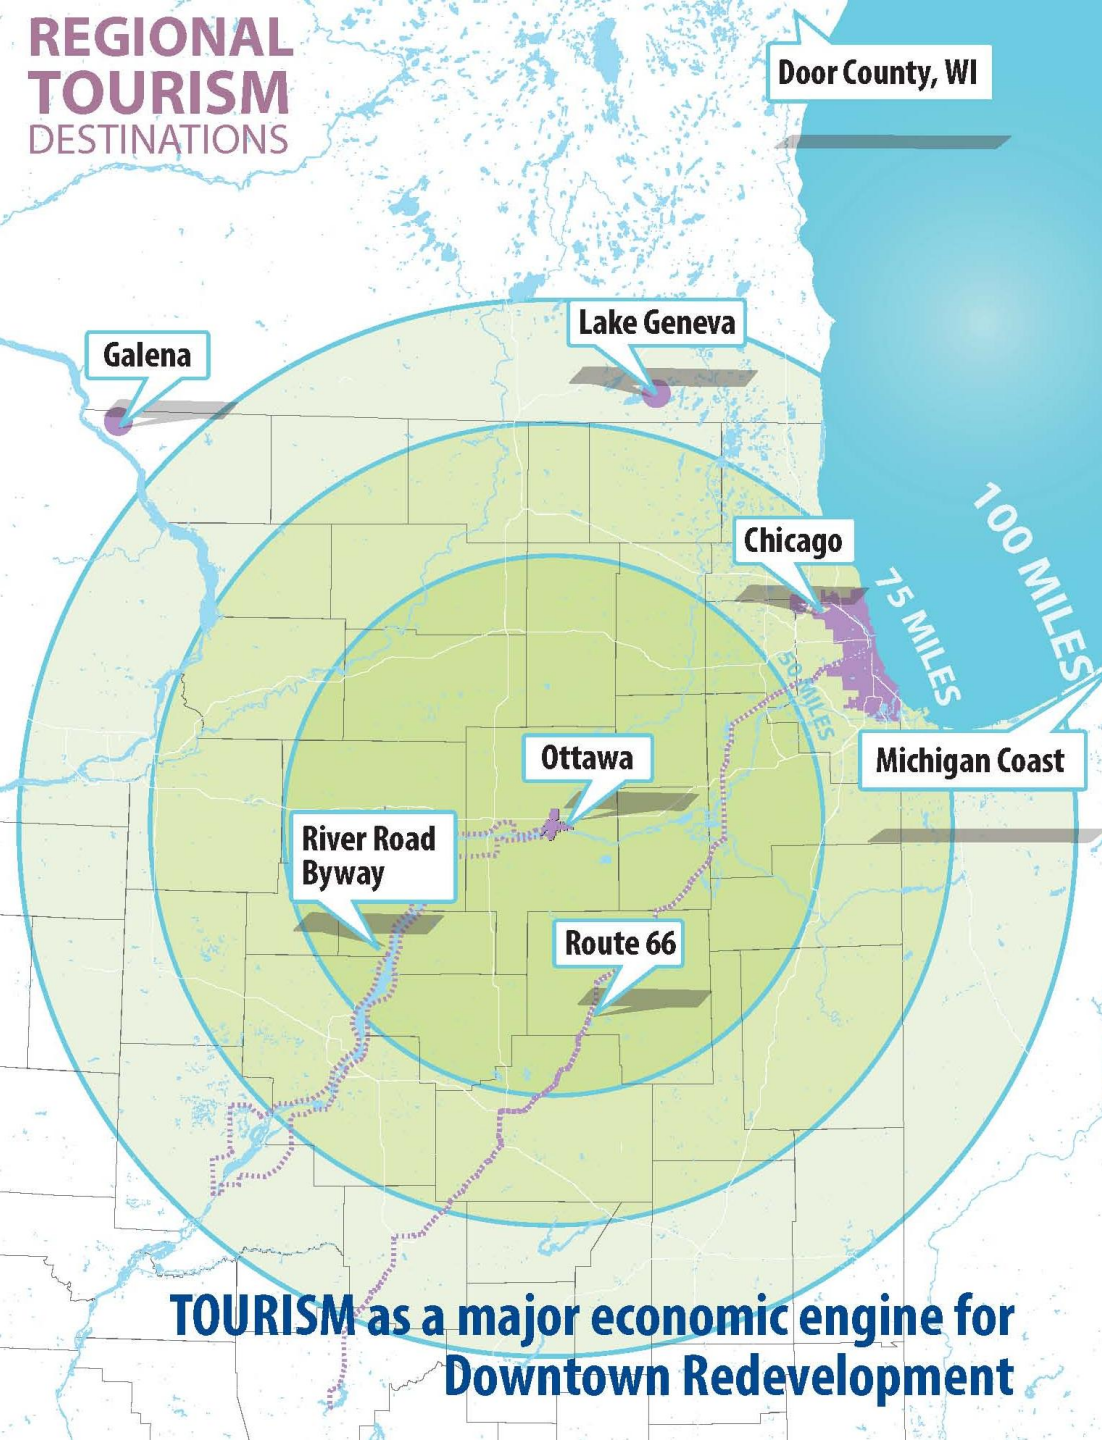 REGIONAL
TOURISM
DESTINATIONS
Door County, WI
Lake Geneva
Galena
Chicago
100 MILES
75 MILES
50 MILES
Ottawa
Michigan Coast
River Road
Byway
Route 66
TOURISM as a major economic engine for
Downtown Redevelopment